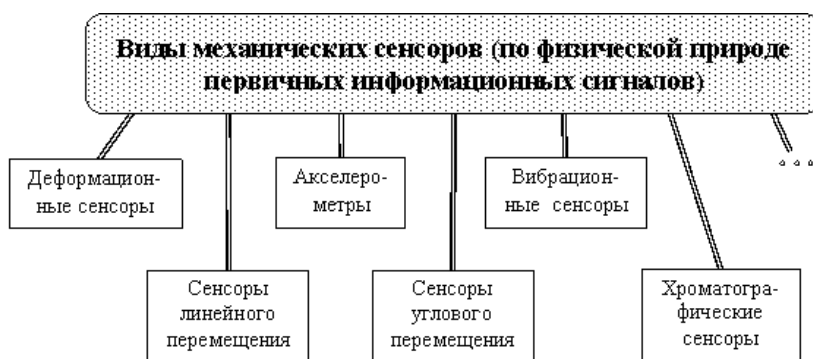 Виды механических сенсоров (по физической природе
первичных информационных сигналов)
Деформацион-
ные сенсоры
Акселеро-
метры
Вибрацион-
ные сенсоры
. . .
Сенсоры
линейного
перемещения
Сенсоры
углового
перемещения
Хроматогра-
фические
сенсоры